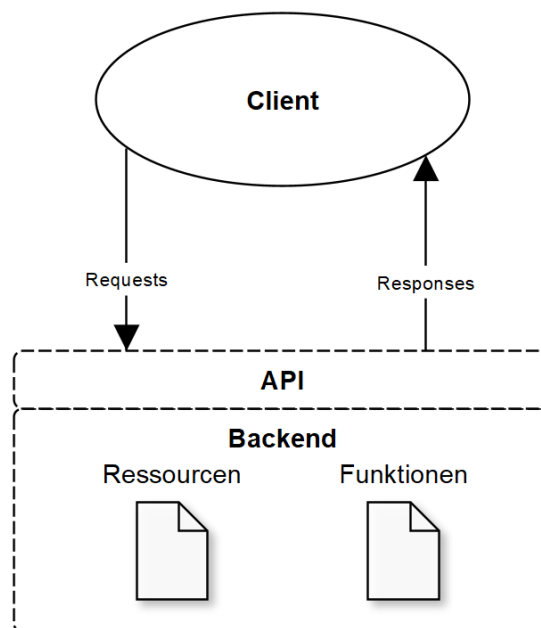 Client
Requests
Responses
API
Backend
Ressourcen
Funktionen